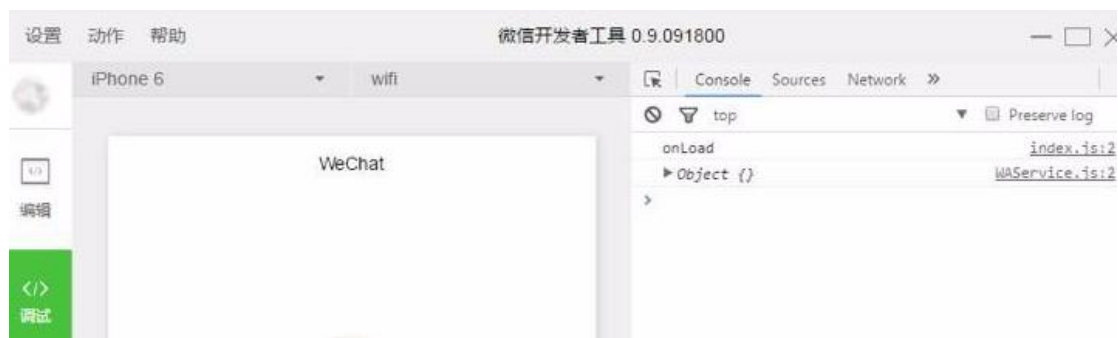 设置 动作 帮助 微信开发者工具 0.9.091800
iPhone 6 wifi Console Sources Network »
top Preserve log
WeChat
onLoad index.js:2
Object {} WAService.js:2
>
编辑
</>
调试